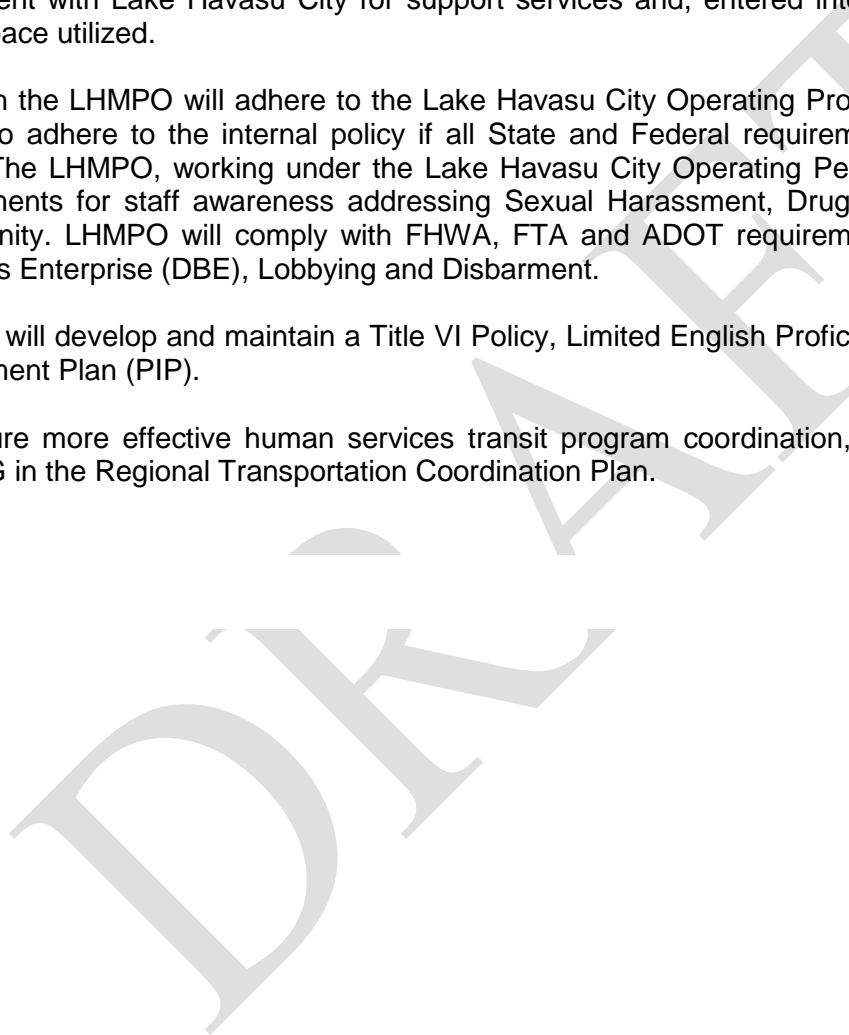 ent with Lake Havasu City for support services and, entered into
ace utilized.
n the LHMPO will adhere to the Lake Havasu City Operating Pro
o adhere to the internal policy if all State and Federal requirem
The LHMPO, working under the Lake Havasu City Operating Pe
nents for staff awareness addressing Sexual Harassment, Drug
nity. LHMPO will comply with FHWA, FTA and ADOT requirem
s Enterprise (DBE), Lobbying and Disbarment.
will develop and maintain a Title VI Policy, Limited English Profic
nent Plan (PIP).
ure more effective human services transit program coordination,
G in the Regional Transportation Coordination Plan.
DRAFT